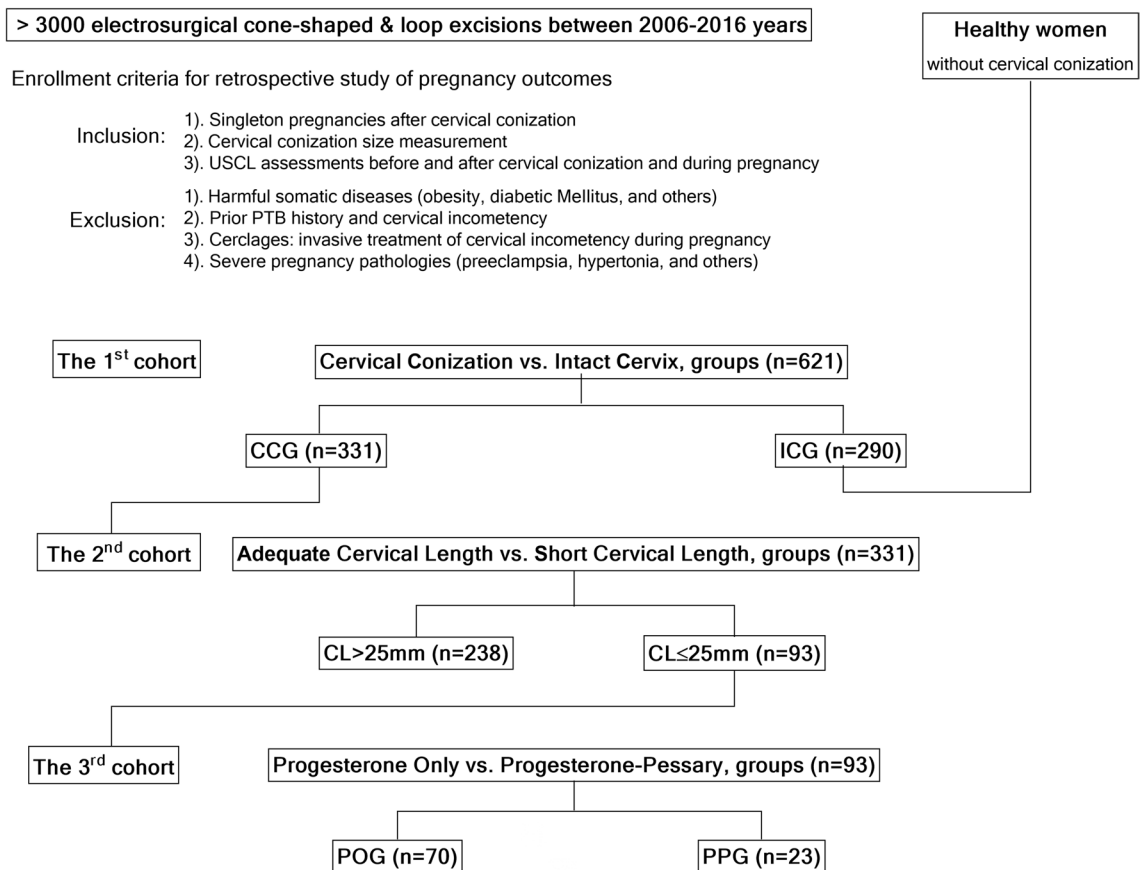 > 3000 electrosurgical cone-shaped & loop excisions between 2006-2016 years
Healthy women
without cervical conization
Enrollment criteria for retrospective study of pregnancy outcomes
Inclusion:
1). Singleton pregnancies after cervical conization
2). Cervical conization size measurement
3). USCL assessments before and after cervical conization and during pregnancy
Exclusion:
1). Harmful somatic diseases (obesity, diabetic Mellitus, and others)
2). Prior PTB history and cervical incometency
3). Cerclages: invasive treatment of cervical incometency during pregnancy
4). Severe pregnancy pathologies (preeclampsia, hypertonia, and others)
The 1st cohort
Cervical Conization vs. Intact Cervix, groups (n=621)
CCG (n=331)
ICG (n=290)
The 2nd cohort
Adequate Cervical Length vs. Short Cervical Length, groups (n=331)
CL>25mm (n=238)
CL≤25mm (n=93)
The 3rd cohort
Progesterone Only vs. Progesterone-Pessary, groups (n=93)
POG (n=70)
PPG (n=23)